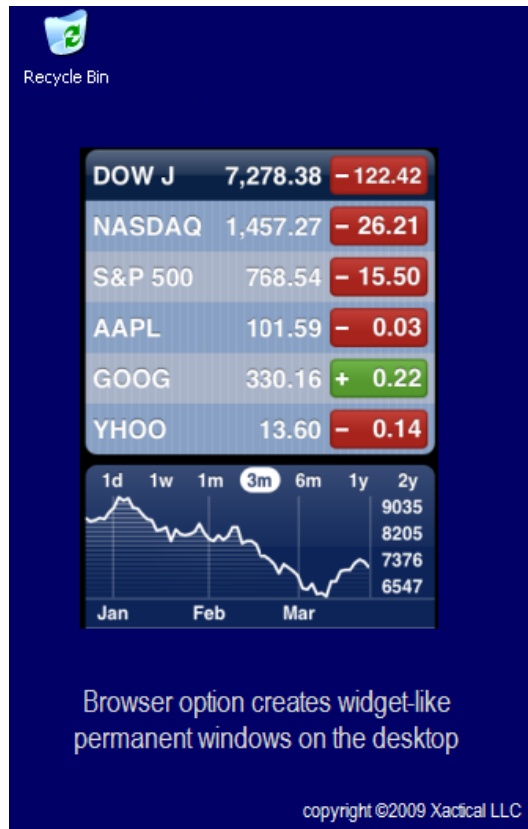 Recycle Bin
DOW J 7,278.38 − 122.42
NASDAQ 1,457.27 − 26.21
S&P 500 768.54 − 15.50
AAPL 101.59 − 0.03
GOOG 330.16 + 0.22
YHOO 13.60 − 0.14
1d 1w 1m 3m 6m 1y 2y
9035
8205
7376
6547
Jan Feb Mar
Browser option creates widget-like
permanent windows on the desktop
copyright ©2009 Xactical LLC